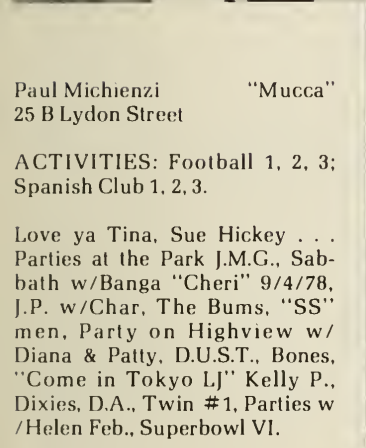 Paul Michienzi "Mucca"
25 B Lydon Street
ACTIVITIES: Football 1, 2, 3;
Spanish Club 1, 2, 3.
Love ya Tina, Sue Hickey . . .
Parties at the Park J.M.G., Sab-
bath w/Banga "Cheri" 9/4/78,
J.P. w/Char, The Bums, "SS"
men, Party on Highview w/
Diana & Patty, D.U.S.T., Bones,
"Come in Tokyo LJ" Kelly P.,
Dixies, D.A., Twin #1, Parties w
/Helen Feb., Superbowl VI.